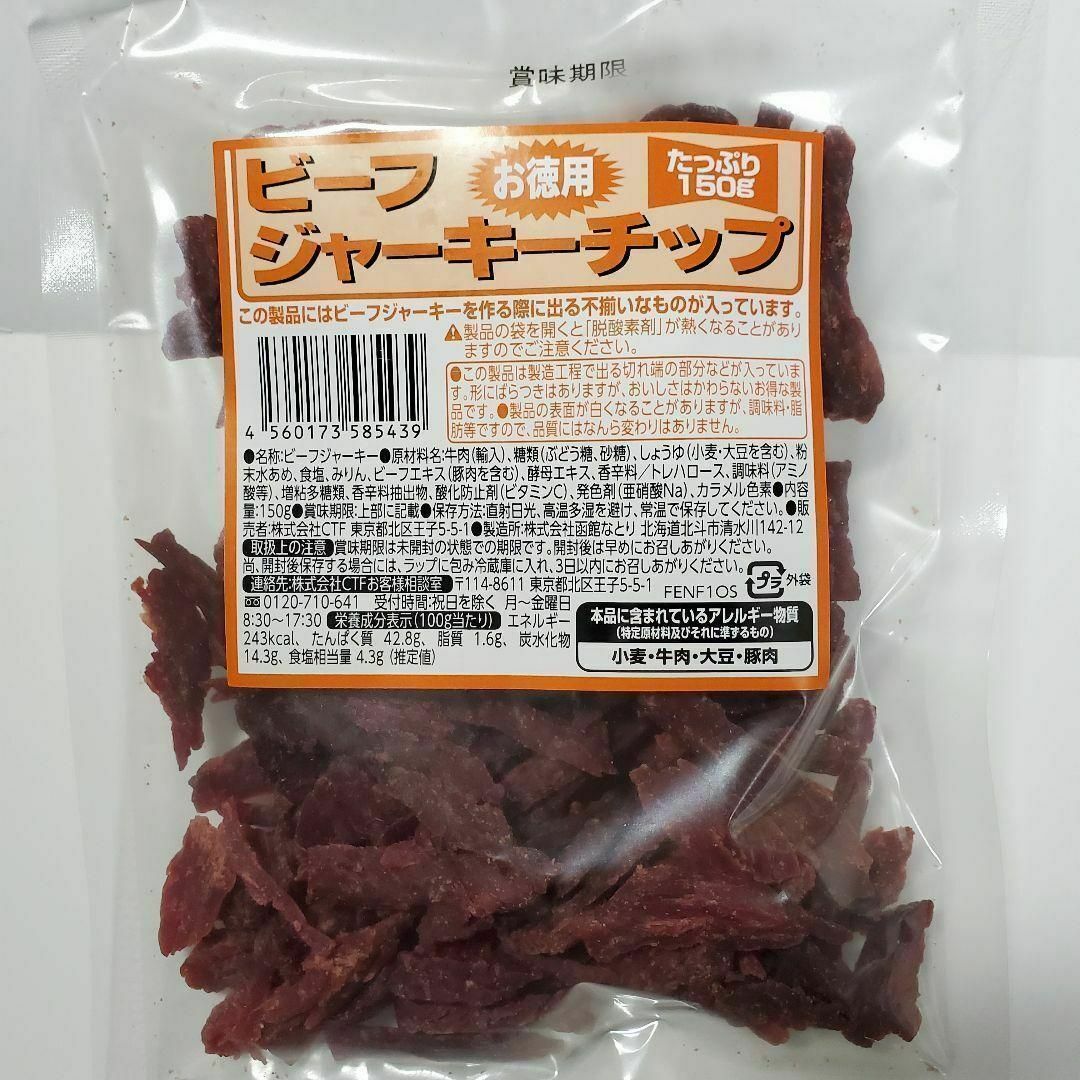 賞味期限
ビーフ
お徳用
たっぷり
150g
ジャーキーチップ
この製品にはビーフジャーキーを作る際に出る不揃いなものが入っています。
⚠製品の袋を開くと「脱酸素剤」が熱くなることがあり
ますのでご注意ください。
●この製品は製造工程で出る切れ端の部分などが入っていま
す。形にばらつきはありますが、おいしさはかわらないお得な製
品です。●製品の表面が白くなることがありますが、調味料・脂
肪等ですので、品質にはなんら変わりはありません。
4 560173 585439
●名称:ビーフジャーキー●原材料名:牛肉(輸入)、糖類(ぶどう糖、砂糖)、しょうゆ(小麦・大豆を含む)、粉
末水あめ、食塩、みりん、ビーフエキス(豚肉を含む)、酵母エキス、香辛料/トレハロース、調味料(アミノ
酸等)、増粘多糖類、香辛料抽出物、酸化防止剤(ビタミンC)、発色剤(亜硝酸Na)、カラメル色素●内容
量:150g●賞味期限:上部に記載●保存方法:直射日光、高温多湿を避け、常温で保存してください。●販
売者:株式会社CTF 東京都北区王子5-5-1●製造所:株式会社函館なとり 北海道北斗市清水川142-12
取扱上の注意 賞味期限は未開封の状態での期限です。開封後は早めにお召しあがりください。
尚、開封後保存する場合には、ラップに包み冷蔵庫に入れ、3日以内にお召しあがりください。
連絡先:株式会社CTFお客様相談室 〒114-8611 東京都北区王子5-5-1
FENF1OS
プラ 外袋
0120-710-641 受付時間:祝日を除く 月~金曜日
8:30~17:30 栄養成分表示(100g当たり) エネルギー
243kcal、たんぱく質 42.8g、脂質 1.6g、炭水化物
14.3g、食塩相当量 4.3g (推定値)
本品に含まれているアレルギー物質
(特定原材料及びそれに準ずるもの)
小麦・牛肉・大豆・豚肉